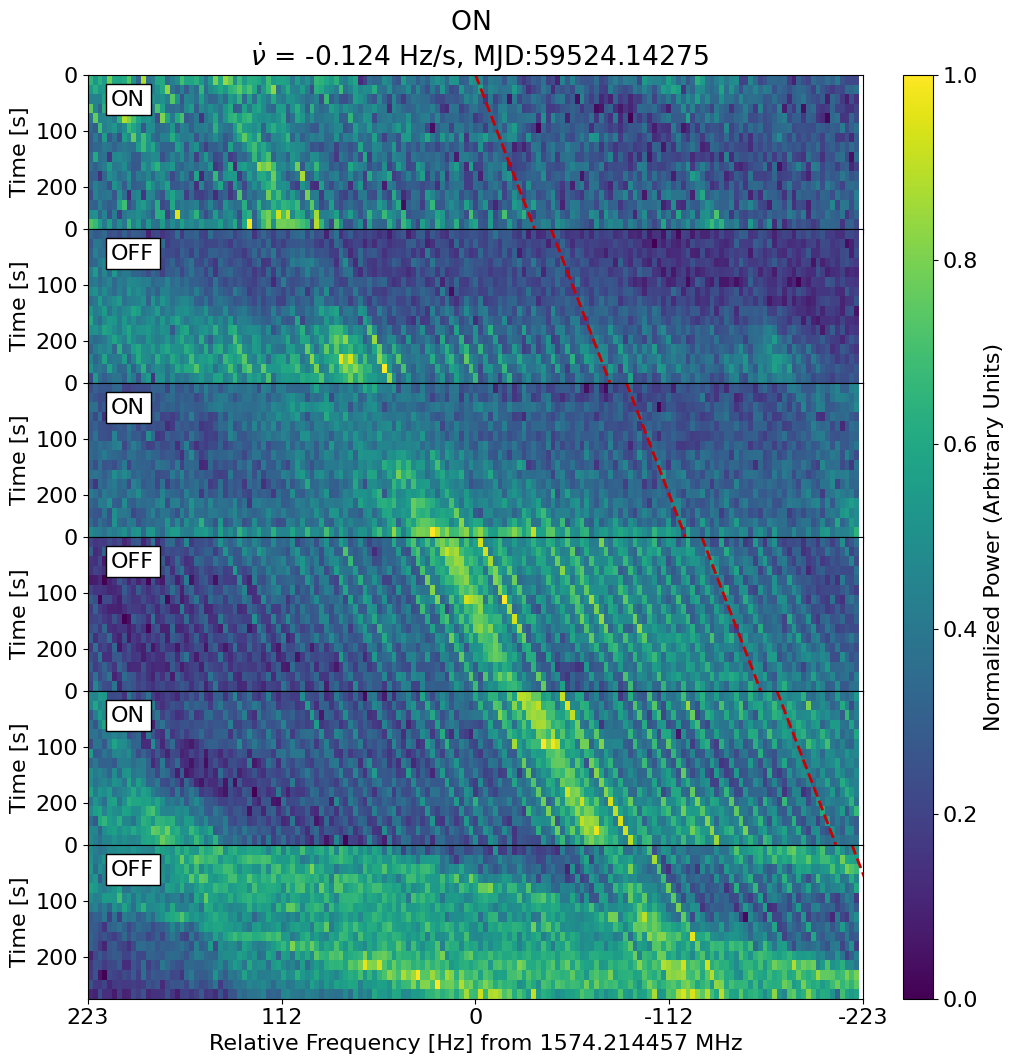 ON
ν̇ = -0.124 Hz/s, MJD:59524.14275
0
100
200
Time [s]
ON
0
100
200
Time [s]
OFF
0
100
200
Time [s]
ON
0
100
200
Time [s]
OFF
0
100
200
Time [s]
ON
0
100
200
Time [s]
OFF
223
112
0
-112
-223
Relative Frequency [Hz] from 1574.214457 MHz
1.0
0.8
0.6
0.4
0.2
0.0
Normalized Power (Arbitrary Units)